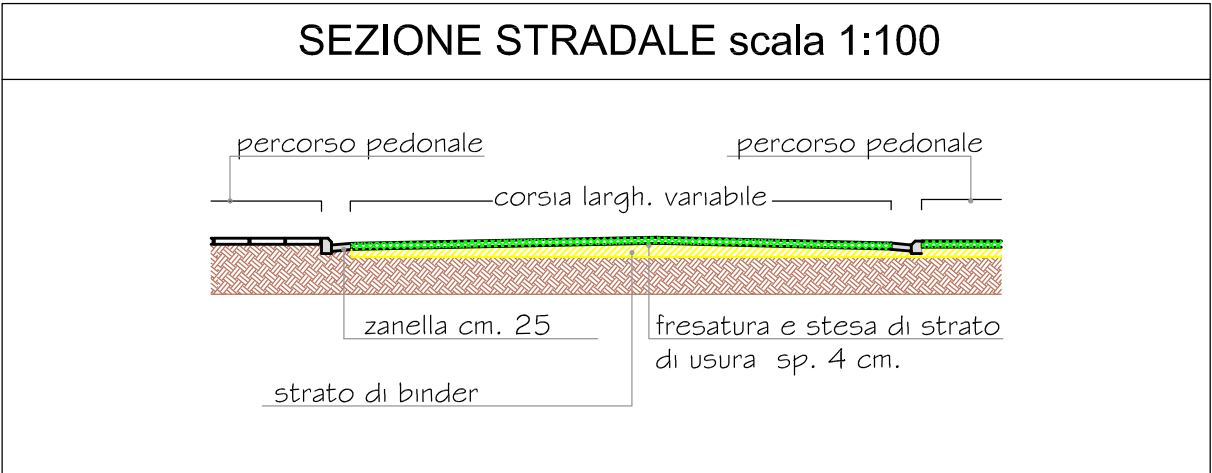 SEZIONE STRADALE scala 1:100
percorso pedonale
percorso pedonale
corsia largh. variabile
zanella cm. 25
fresatura e stesa di strato
di usura sp. 4 cm.
strato di binder